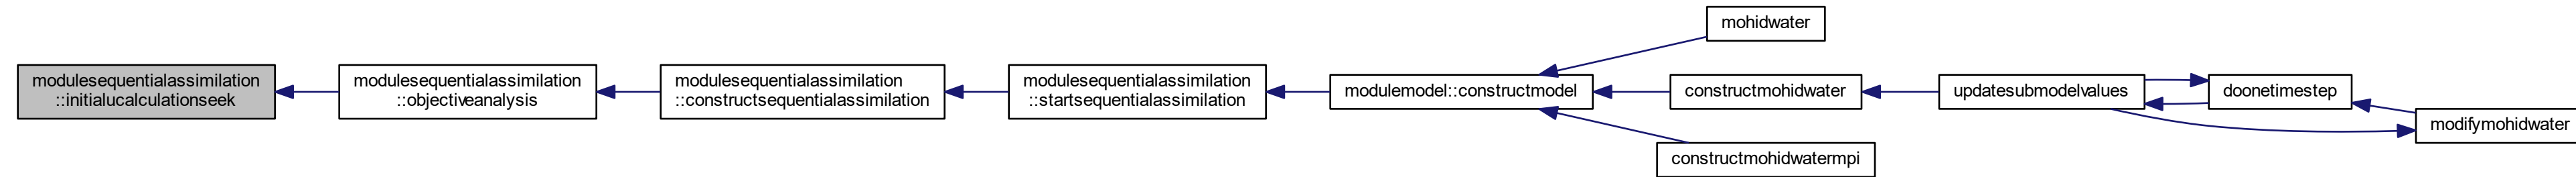 modulesequentialassimilation
::initialucalculationseek
modulesequentialassimilation
::objectiveanalysis
modulesequentialassimilation
::constructsequentialassimilation
modulesequentialassimilation
::startsequentialassimilation
modulemodel::constructmodel
mohidwater
constructmohidwater
constructmohidwatermpi
updatesubmodelvalues
doonetimestep
modifymohidwater